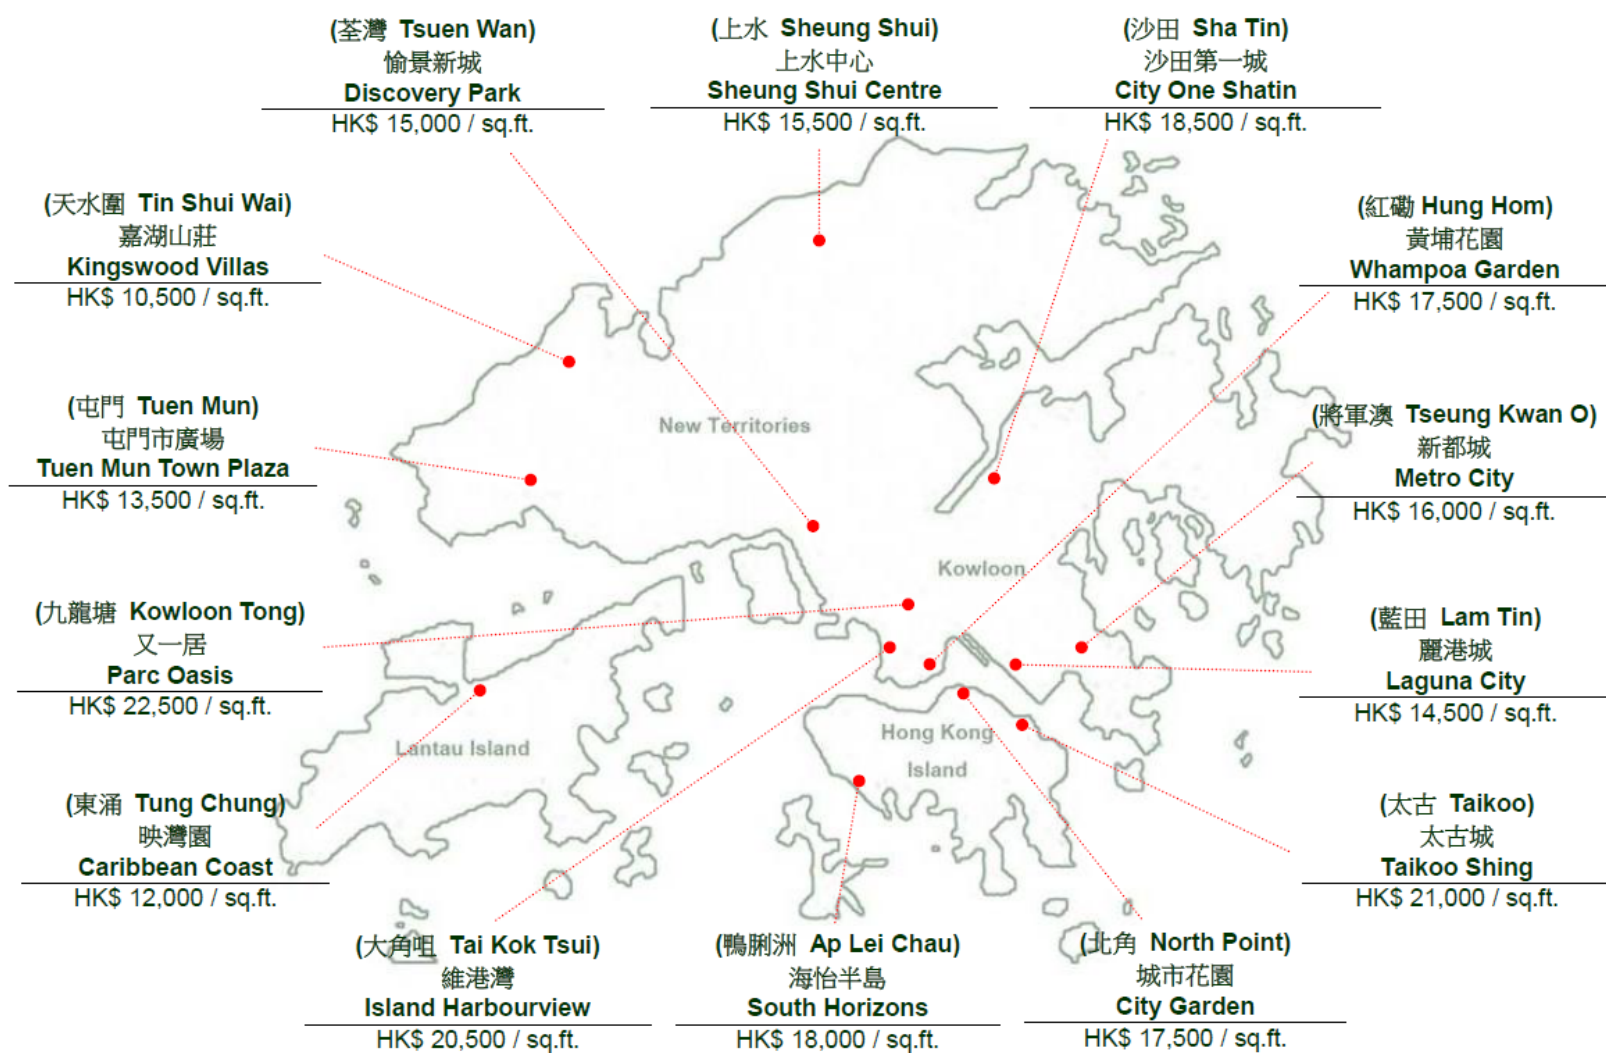 (荃灣 Tsuen Wan)
愉景新城
Discovery Park
HK$ 15,000 / sq.ft.
(上水 Sheung Shui)
上水中心
Sheung Shui Centre
HK$ 15,500 / sq.ft.
(沙田 Sha Tin)
沙田第一城
City One Shatin
HK$ 18,500 / sq.ft.
(天水圍 Tin Shui Wai)
嘉湖山莊
Kingswood Villas
HK$ 10,500 / sq.ft.
(紅磡 Hung Hom)
黃埔花園
Whampoa Garden
HK$ 17,500 / sq.ft.
(屯門 Tuen Mun)
屯門市廣場
Tuen Mun Town Plaza
HK$ 13,500 / sq.ft.
New Territories
(將軍澳 Tseung Kwan O)
新都城
Metro City
HK$ 16,000 / sq.ft.
Kowloon
(九龍塘 Kowloon Tong)
又一居
Parc Oasis
HK$ 22,500 / sq.ft.
(藍田 Lam Tin)
麗港城
Laguna City
HK$ 14,500 / sq.ft.
Lantau Island
Hong Kong
Island
(東涌 Tung Chung)
映灣園
Caribbean Coast
HK$ 12,000 / sq.ft.
(太古 Taikoo)
太古城
Taikoo Shing
HK$ 21,000 / sq.ft.
(大角咀 Tai Kok Tsui)
維港灣
Island Harbourview
HK$ 20,500 / sq.ft.
(鴨脷洲 Ap Lei Chau)
海怡半島
South Horizons
HK$ 18,000 / sq.ft.
(北角 North Point)
城市花園
City Garden
HK$ 17,500 / sq.ft.